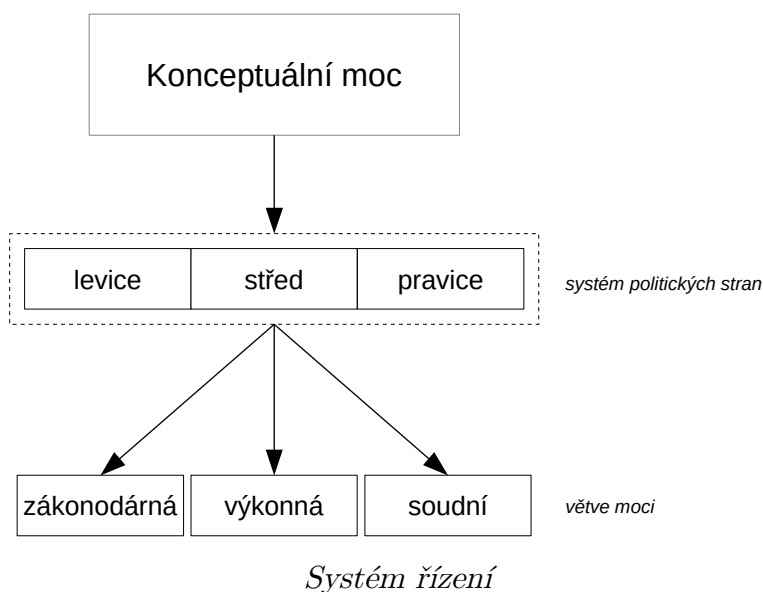 Konceptuální moc
levice střed pravice systém politických stran
zákonodárná výkonná soudní větve moci
Systém řízení